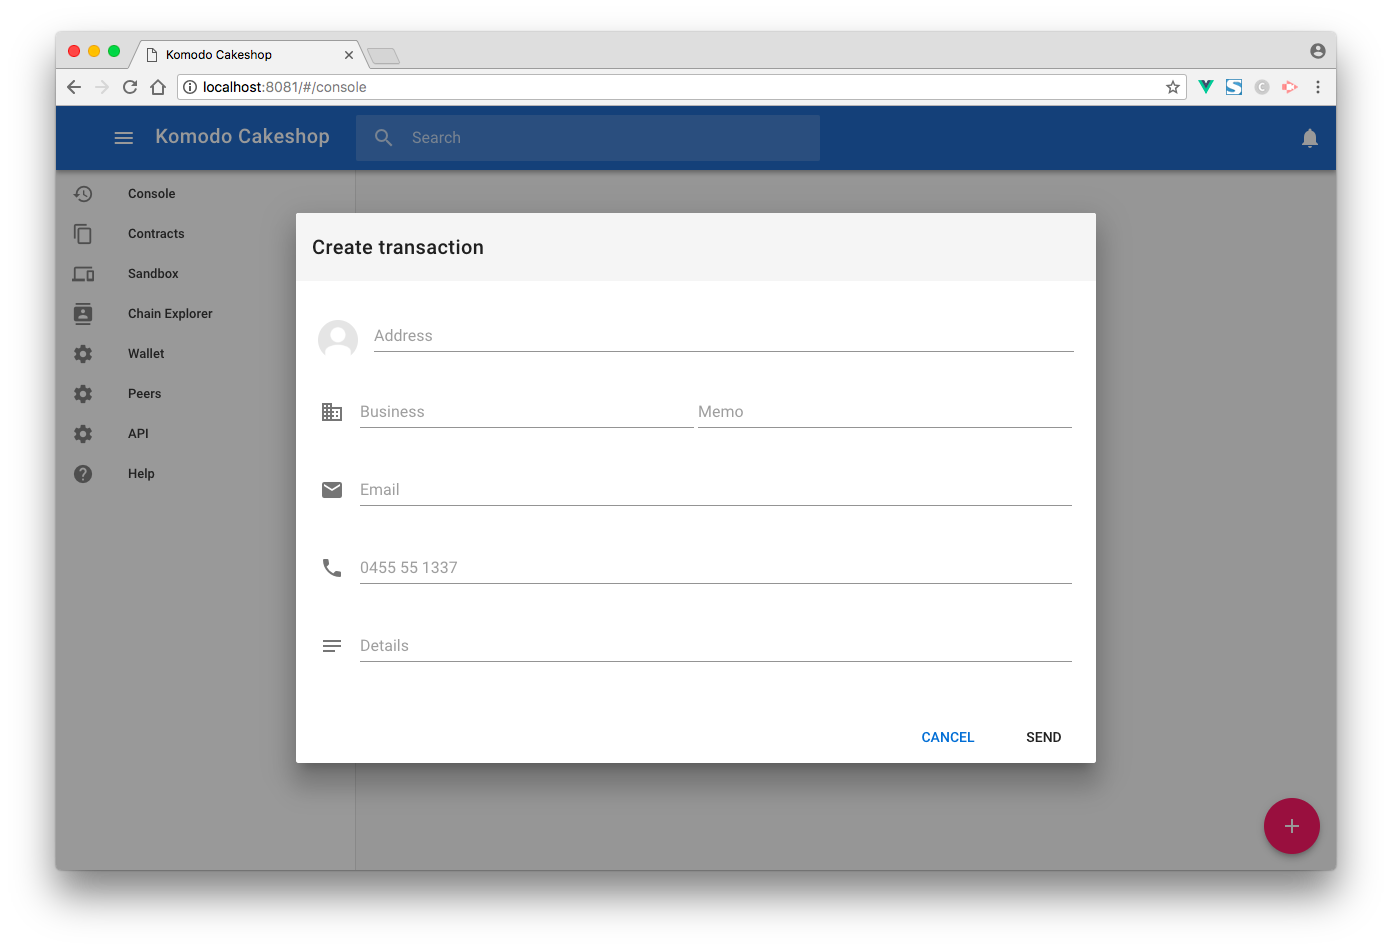 Komodo Cakeshop
localhost:8081/#/console
Komodo Cakeshop
Search
Console
Contracts
Sandbox
Chain Explorer
Wallet
Peers
API
Help
Create transaction
Address
Business Memo
Email
0455 55 1337
Details
CANCEL SEND